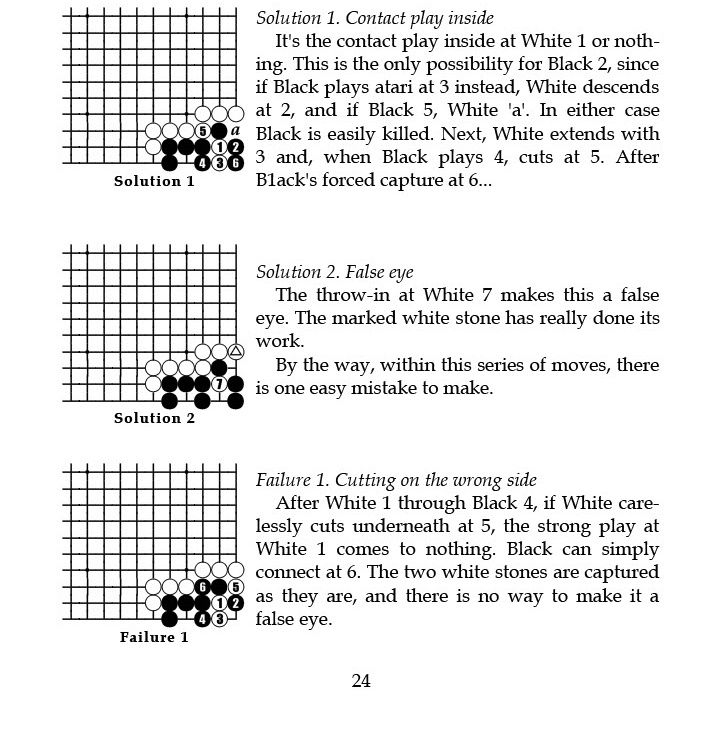 Solution 1. Contact play inside
It's the contact play inside at White 1 or noth-
ing. This is the only possibility for Black 2, since
if Black plays atari at 3 instead, White descends
at 2, and if Black 5, White 'a'. In either case
Black is easily killed. Next, White extends with
3 and, when Black plays 4, cuts at 5. After
B1ack's forced capture at 6...
5 a
1 2
4 3 6
Solution 1
Solution 2. False eye
The throw-in at White 7 makes this a false
eye. The marked white stone has really done its
work.
By the way, within this series of moves, there
is one easy mistake to make.
7
Solution 2
Failure 1. Cutting on the wrong side
After White 1 through Black 4, if White care-
lessly cuts underneath at 5, the strong play at
White 1 comes to nothing. Black can simply
connect at 6. The two white stones are captured
as they are, and there is no way to make it a
false eye.
6 5
1 2
4 3
Failure 1
24